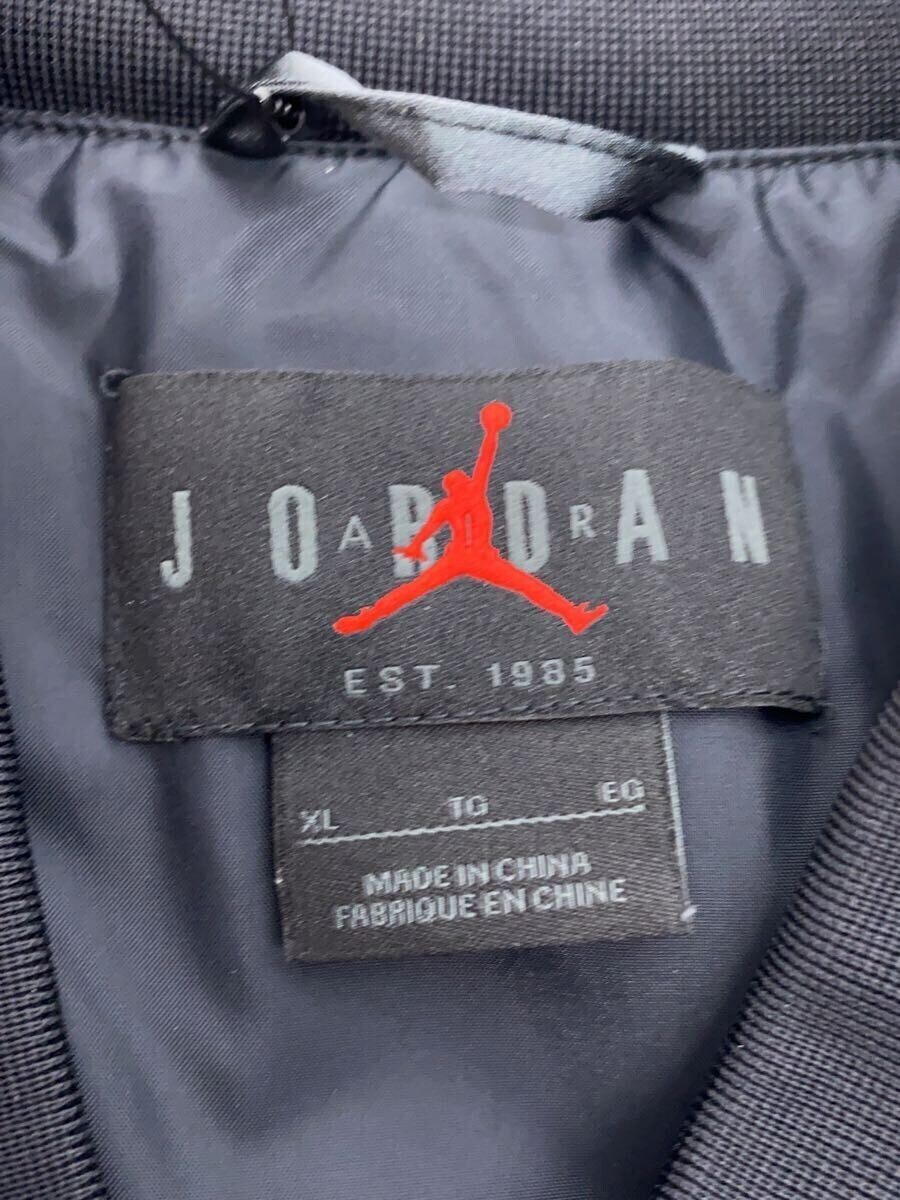 JORDAN
AIR
EST. 1985
XL TG EG
MADE IN CHINA
FABRIQUE EN CHINE